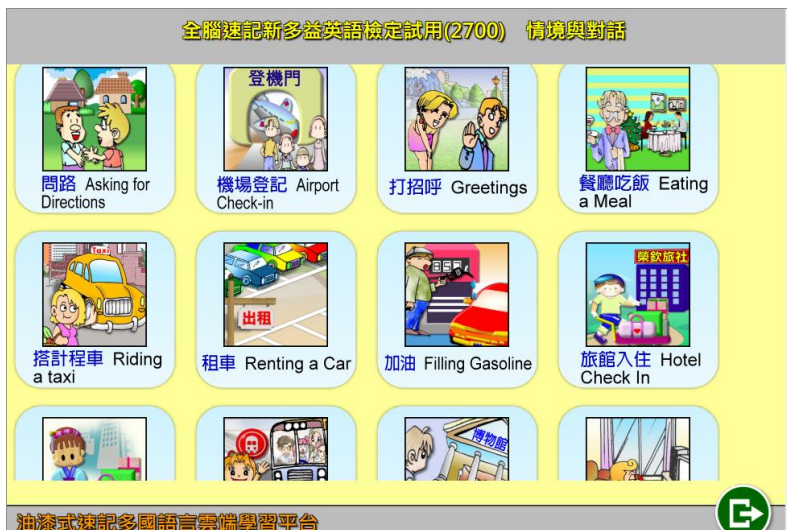 全腦速記新多益英語檢定試用(2700) 情境與對話
登機門
問路 Asking for
Directions
機場登記 Airport
Check-in
打招呼 Greetings
餐廳吃飯 Eating
a Meal
Taxi
出租
榮欽旅社
搭計程車 Riding
a taxi
租車 Renting a Car
加油 Filling Gasoline
旅館入住 Hotel
Check In
博物館
油漆式速記多國語言雲端學習平台